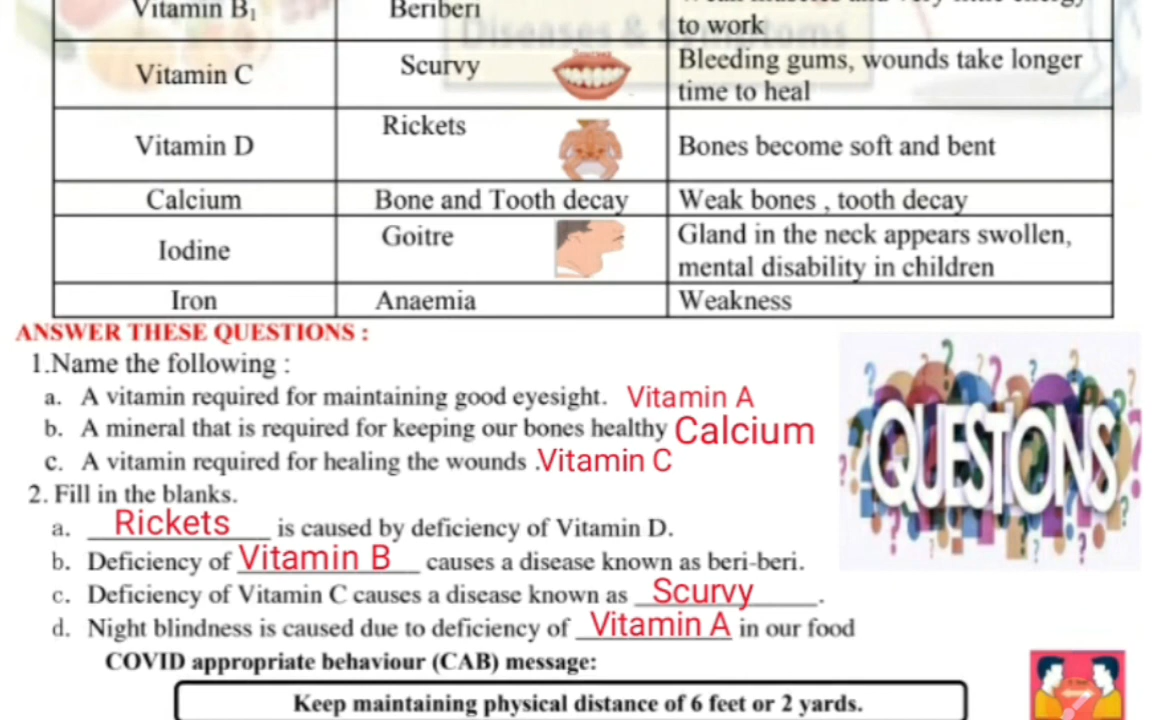 Vitamin B₁ Beriberi
to work
Vitamin C Scurvy Bleeding gums, wounds take longer
time to heal
Vitamin D Rickets Bones become soft and bent
Calcium Bone and Tooth decay Weak bones , tooth decay
Iodine Goitre Gland in the neck appears swollen,
mental disability in children
Iron Anaemia Weakness
ANSWER THESE QUESTIONS :
1.Name the following :
a. A vitamin required for maintaining good eyesight. Vitamin A
b. A mineral that is required for keeping our bones healthy Calcium
c. A vitamin required for healing the wounds .Vitamin C
QUESTIONS
2. Fill in the blanks.
a. Rickets is caused by deficiency of Vitamin D.
b. Deficiency of Vitamin B causes a disease known as beri-beri.
c. Deficiency of Vitamin C causes a disease known as Scurvy.
d. Night blindness is caused due to deficiency of Vitamin A in our food
COVID appropriate behaviour (CAB) message:
Keep maintaining physical distance of 6 feet or 2 yards.